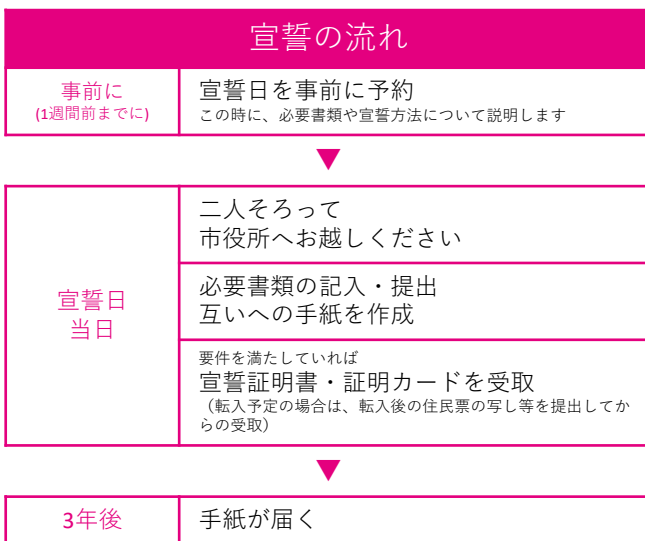 宣誓の流れ
事前に
(1週間前までに)
宣誓日を事前に予約
この時に、必要書類や宣誓方法について説明します
▼
宣誓日
当日
二人そろって
市役所へお越しください
必要書類の記入・提出
互いへの手紙を作成
要件を満たしていれば
宣誓証明書・証明カードを受取
（転入予定の場合は、転入後の住民票の写し等を提出してか
らの受取）
▼
3年後
手紙が届く